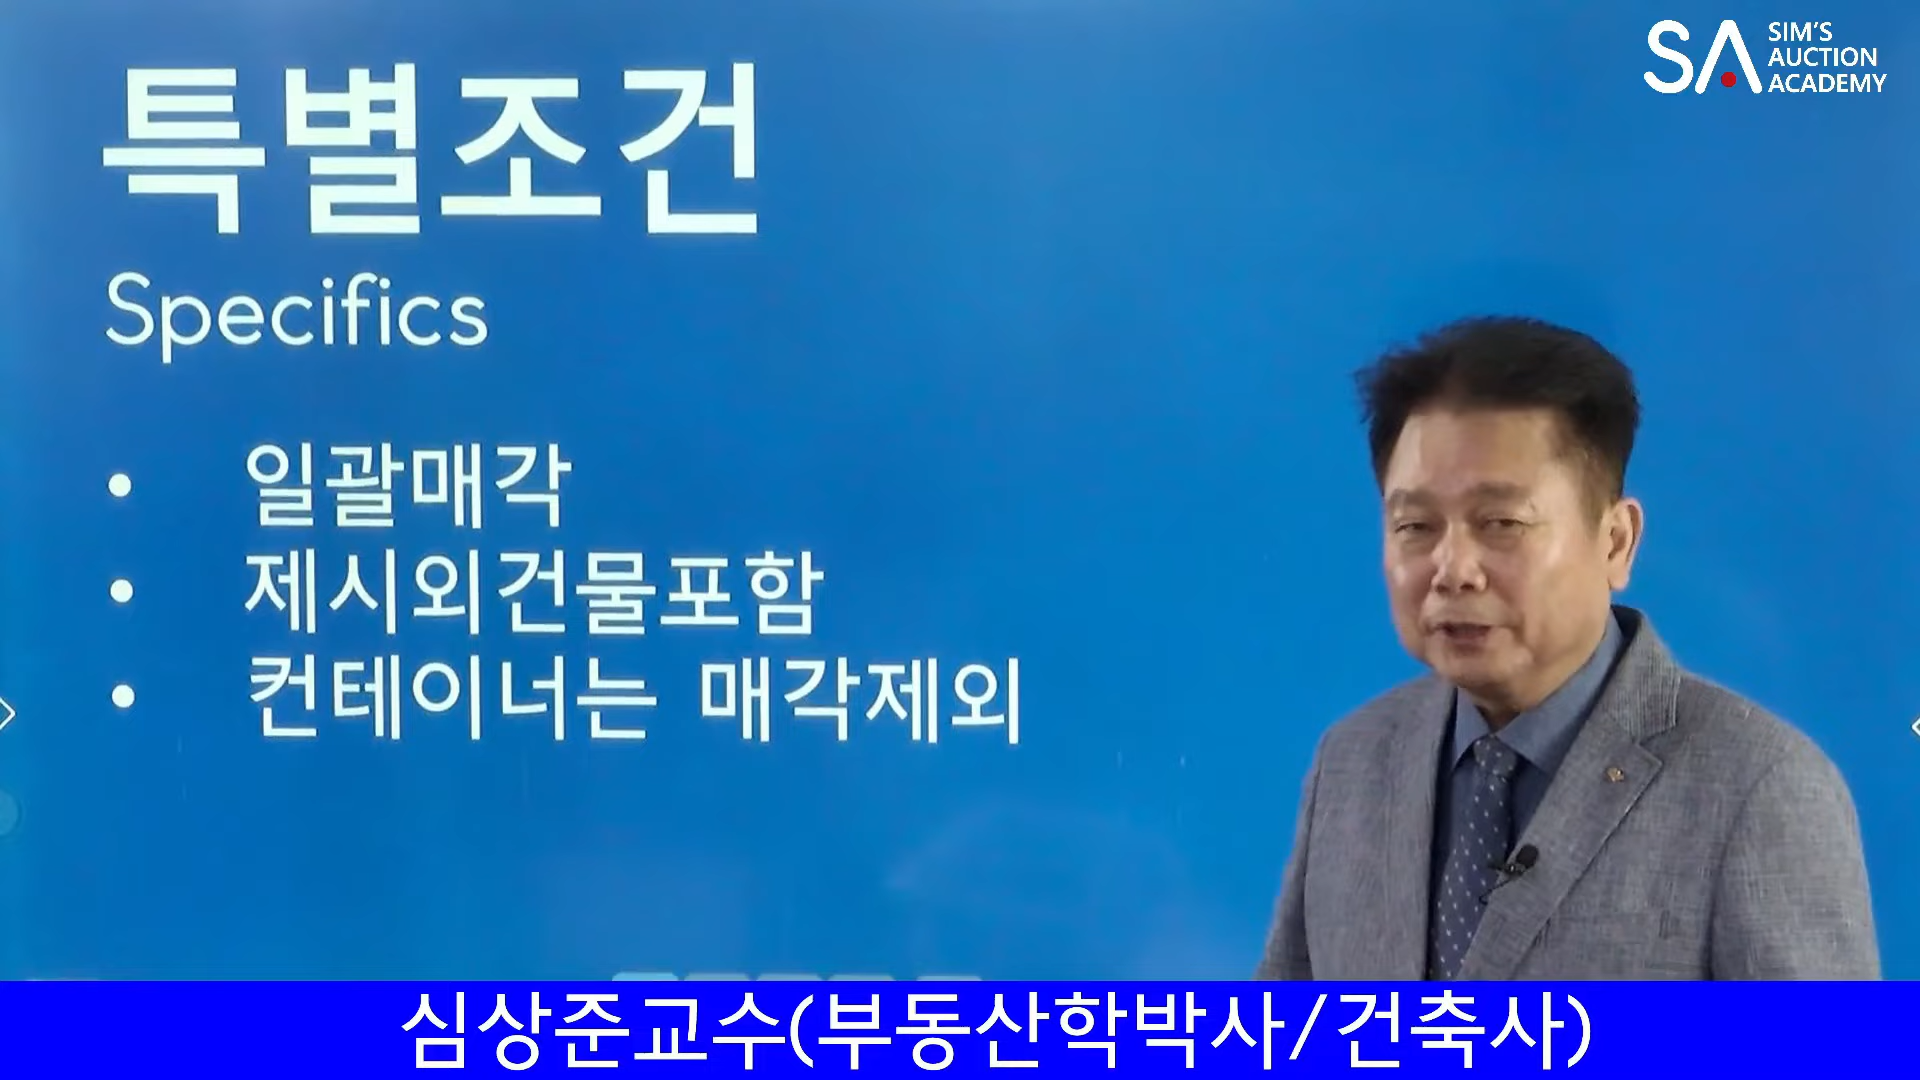 특별조건
Specifics
• 일괄매각
• 제시외건물포함
• 컨테이너는 매각제외
SA
SIM'S
AUCTION
ACADEMY
심상준교수(부동산학박사/건축사)